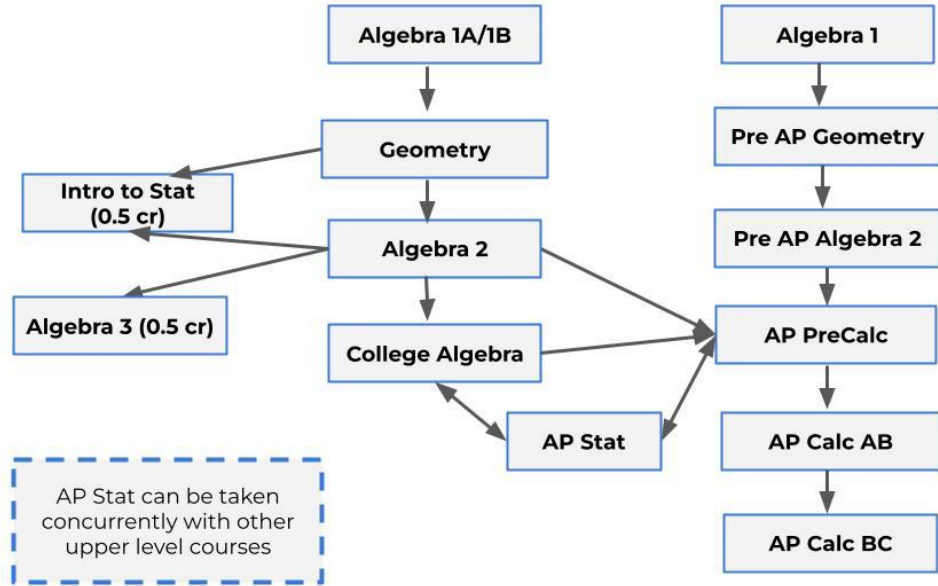 Algebra 1A/1B
Algebra 1
Geometry
Pre AP Geometry
Intro to Stat
(0.5 cr)
Algebra 2
Pre AP Algebra 2
Algebra 3 (0.5 cr)
College Algebra
AP PreCalc
AP Stat
AP Calc AB
AP Stat can be taken
concurrently with other
upper level courses
AP Calc BC